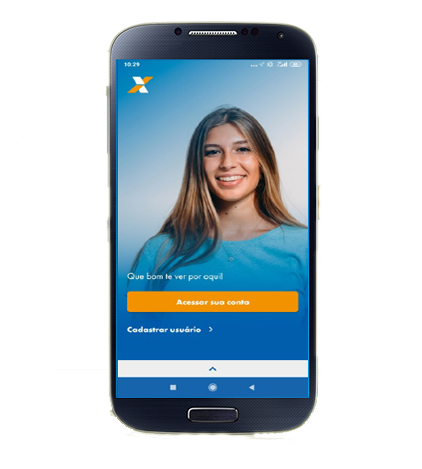 10:29
Que bom te ver por aqui!
Acessar sua conta
Cadastrar usuário >